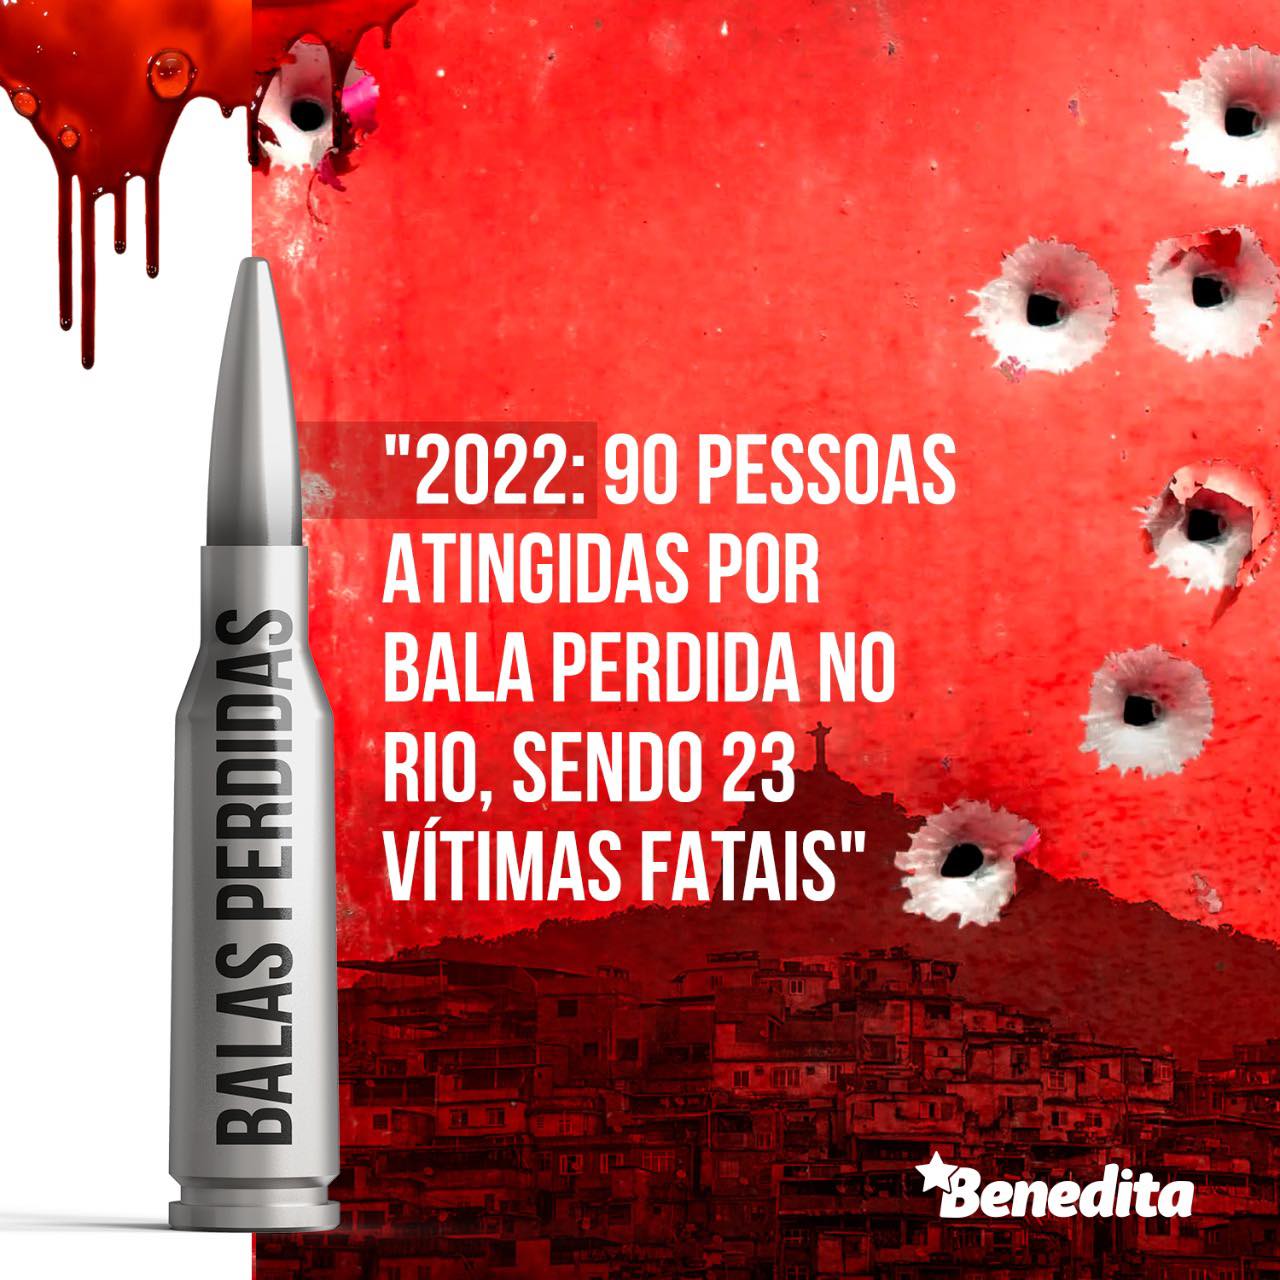 BALAS PERDIDAS
"2022: 90 PESSOAS
ATINGIDAS POR
BALA PERDIDA NO
RIO, SENDO 23
VÍTIMAS FATAIS"
Benedita